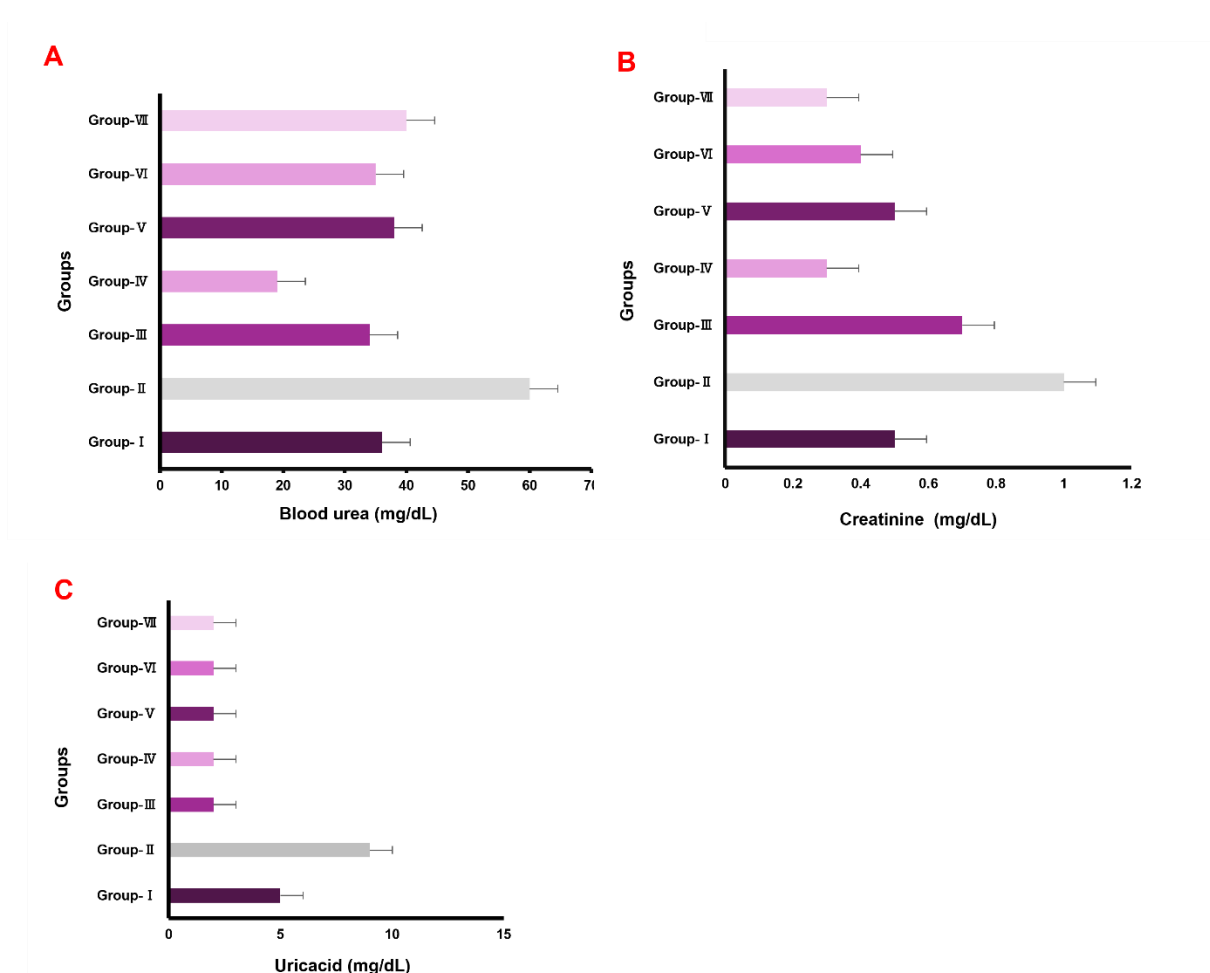 A
Group-Ⅶ
Group-Ⅵ
Group-Ⅴ
Group-Ⅳ
Group-Ⅲ
Group-Ⅱ
Group-Ⅰ
Groups
0 10 20 30 40 50 60 70
Blood urea (mg/dL)
B
Group-Ⅶ
Group-Ⅵ
Group-Ⅴ
Group-Ⅳ
Group-Ⅲ
Group-Ⅱ
Group-Ⅰ
Groups
0 0.2 0.4 0.6 0.8 1 1.2
Creatinine (mg/dL)
C
Group-Ⅶ
Group-Ⅵ
Group-Ⅴ
Group-Ⅳ
Group-Ⅲ
Group-Ⅱ
Group-Ⅰ
Groups
0 5 10 15
Uricacid (mg/dL)